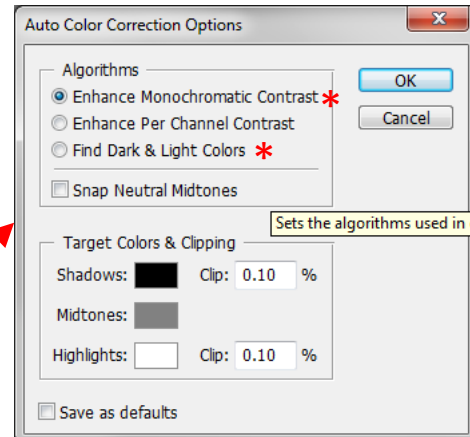 Auto Color Correction Options
Algorithms
OK
Enhance Monochromatic Contrast *
Enhance Per Channel Contrast
Cancel
Find Dark & Light Colors *
Snap Neutral Midtones
Sets the algorithms used in
Target Colors & Clipping
Shadows: Clip: 0.10 %
Midtones:
Highlights: Clip: 0.10 %
Save as defaults